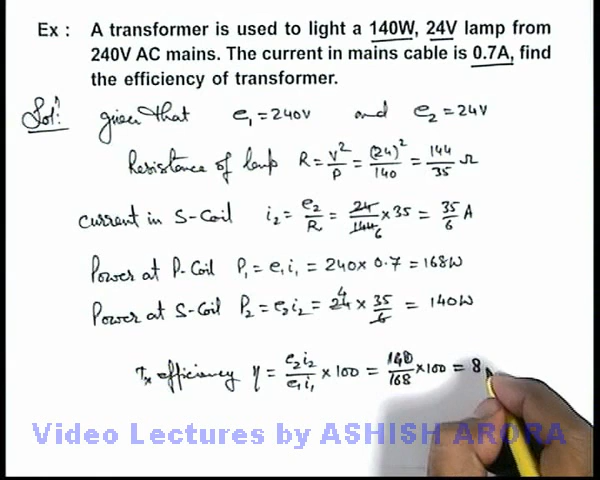 Ex : A transformer is used to light a 140W, 24V lamp from
240V AC mains. The current in mains cable is 0.7A, find
the efficiency of transformer.
Solⁿ: given that e₁ = 240V and e₂ = 24V
Resistance of lamp R = V²/P = (24)²/140 = 144/35 Ω
current in S-Coil i₂ = e₂/R = 24/144 6 × 35 = 35/6 A
Power at P-Coil P₁ = e₁i₁ = 240 × 0.7 = 168W
Power at S-Coil P₂ = e₂i₂ = 4 24 × 35/6 = 140W
Tx efficiency η = e₂i₂/e₁i₁ × 100 = 140/168 × 100 = 8
Video Lectures by ASHISH ARORA